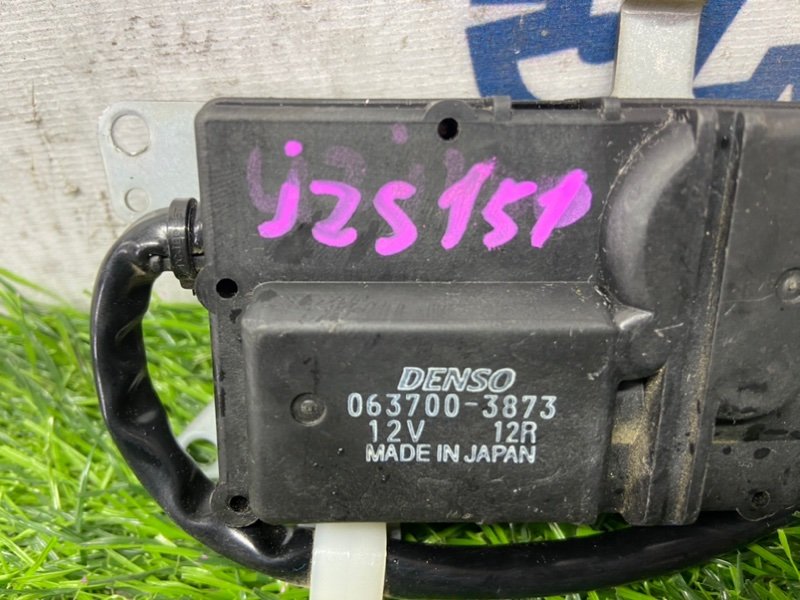 jzs151
DENSO
063700-3873
12V 12R
MADE IN JAPAN